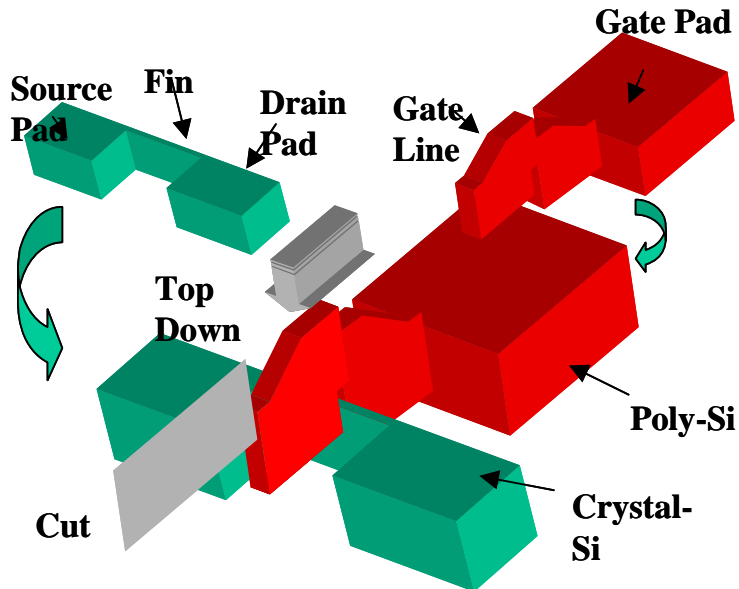 Gate Pad
Source
Pad
Fin
Drain
Pad
Gate
Line
Top
Down
Poly-Si
Cut
Crystal-
Si